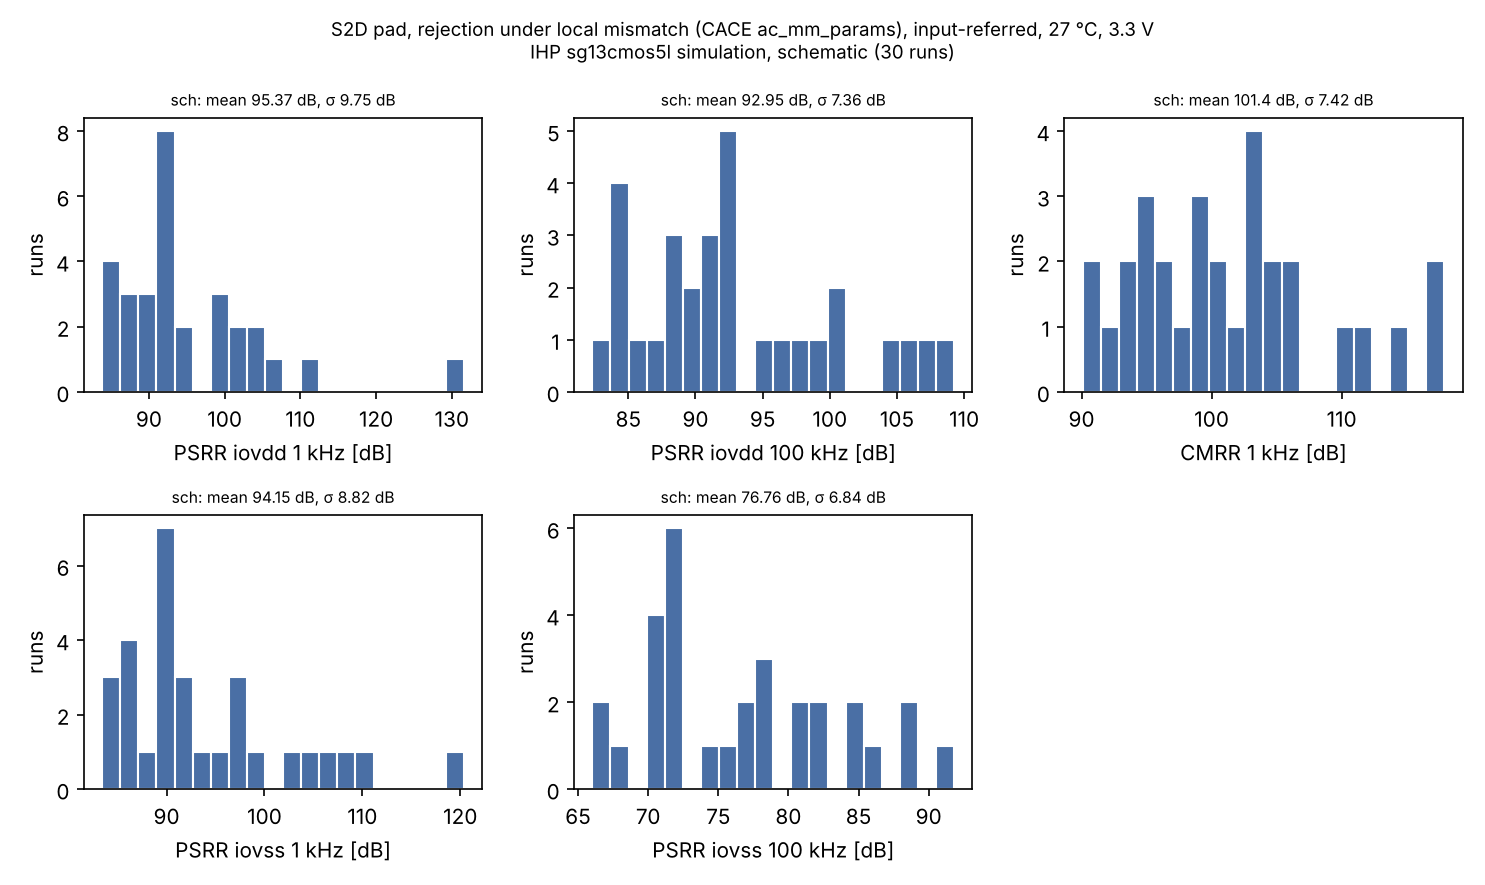 S2D pad, rejection under local mismatch (CACE ac_mm_params), input-referred, 27 °C, 3.3 V
IHP sg13cmos5l simulation, schematic (30 runs)
sch: mean 95.37 dB, σ 9.75 dB
8
6
4
2
0
runs
90
100
110
120
130
PSRR iovdd 1 kHz [dB]
sch: mean 92.95 dB, σ 7.36 dB
5
4
3
2
1
0
runs
85
90
95
100
105
110
PSRR iovdd 100 kHz [dB]
sch: mean 101.4 dB, σ 7.42 dB
4
3
2
1
0
runs
90
100
110
CMRR 1 kHz [dB]
sch: mean 94.15 dB, σ 8.82 dB
6
4
2
0
runs
90
100
110
120
PSRR iovss 1 kHz [dB]
sch: mean 76.76 dB, σ 6.84 dB
6
4
2
0
runs
65
70
75
80
85
90
PSRR iovss 100 kHz [dB]